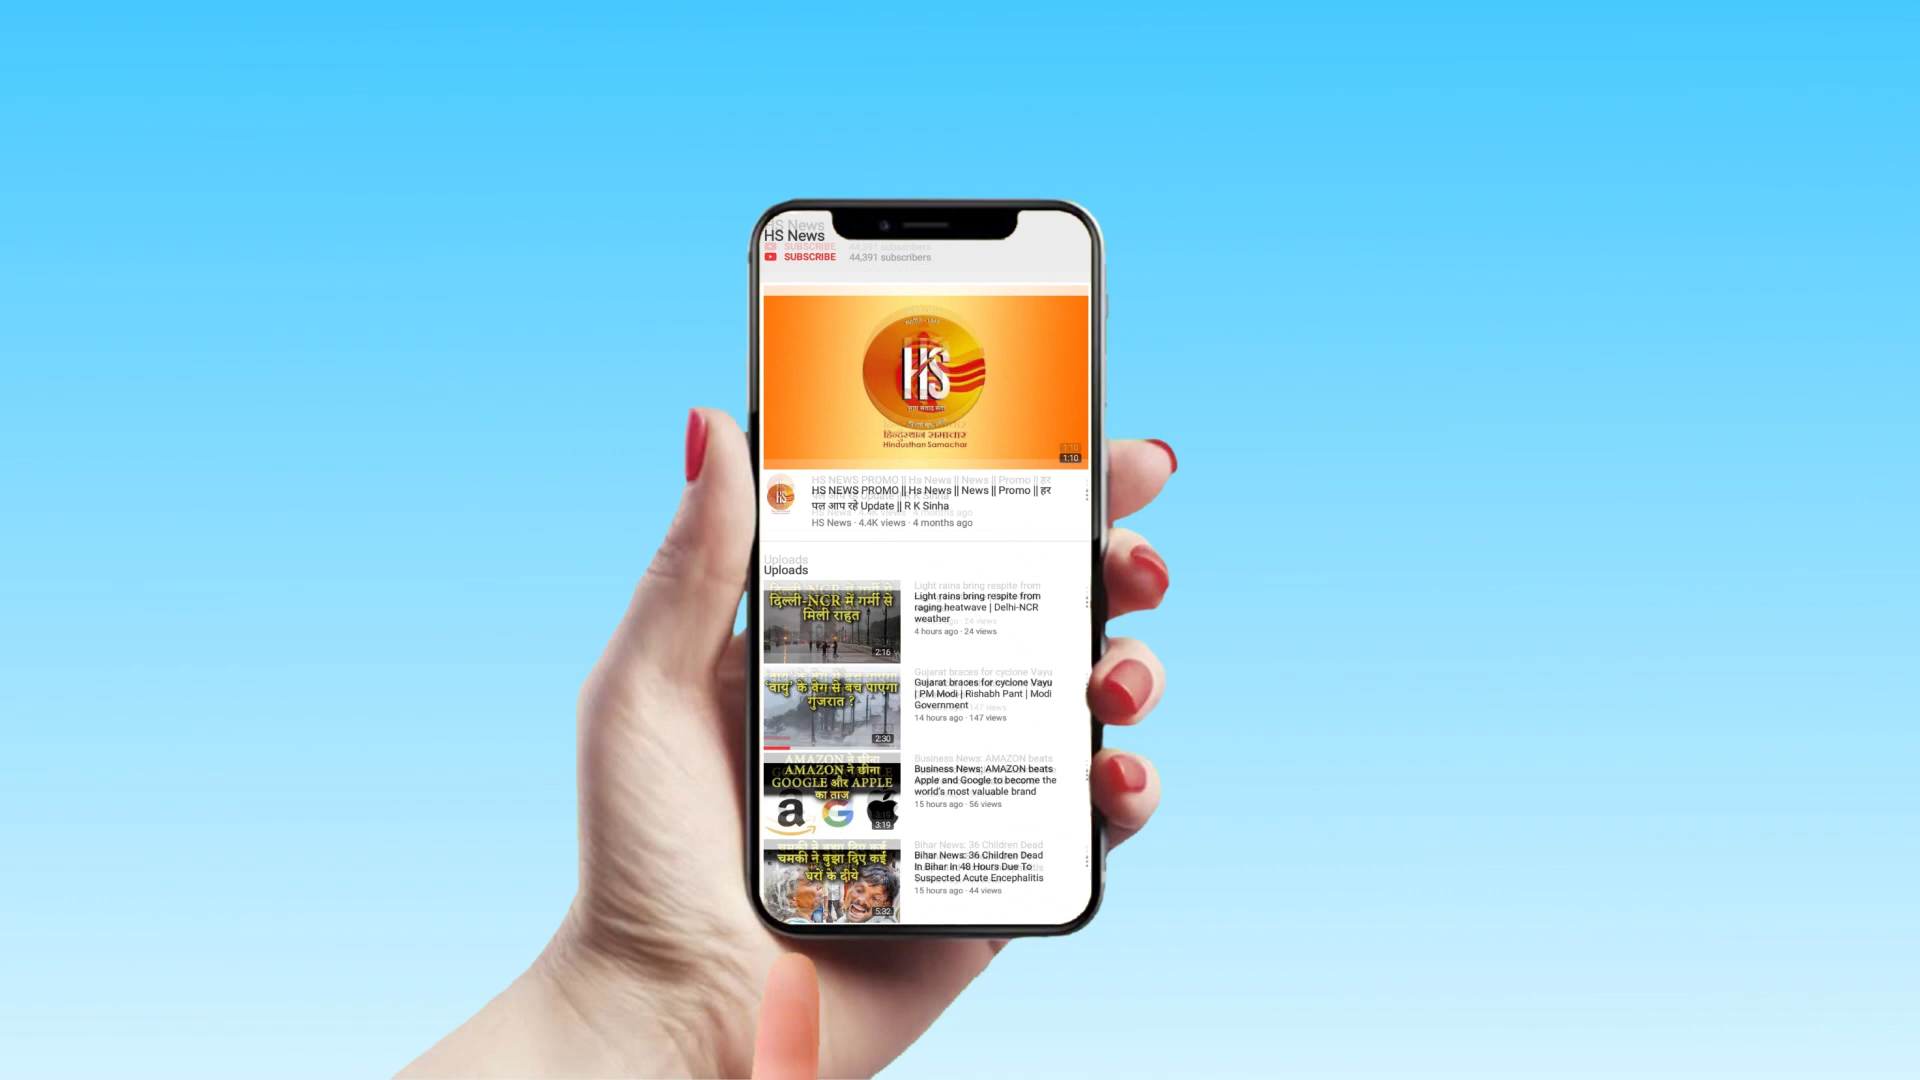 HS News
SUBSCRIBE 44,391 subscribers
HS
हिन्दुस्थान समाचार
Hindusthan Samachar
1:10
HS NEWS PROMO || Hs News || News || Promo || हर
पल आप रहे Update || R K Sinha
HS News · 4.4K views · 4 months ago
Uploads
दिल्ली-NCR में गर्मी से
मिली राहत
2:16
Light rains bring respite from
raging heatwave | Delhi-NCR
weather
4 hours ago · 24 views
'वायु' के वेग से बच पाएगा
गुजरात ?
2:30
Gujarat braces for cyclone Vayu
| PM Modi | Rishabh Pant | Modi
Government
14 hours ago · 147 views
AMAZON ने छीना
GOOGLE और APPLE
का ताज
a G
3:19
Business News: AMAZON beats
Apple and Google to become the
world's most valuable brand
15 hours ago · 56 views
चमकी ने बुझा दिए कई
घरों के दीये
5:32
Bihar News: 36 Children Dead
In Bihar in 48 Hours Due To
Suspected Acute Encephalitis
15 hours ago · 44 views